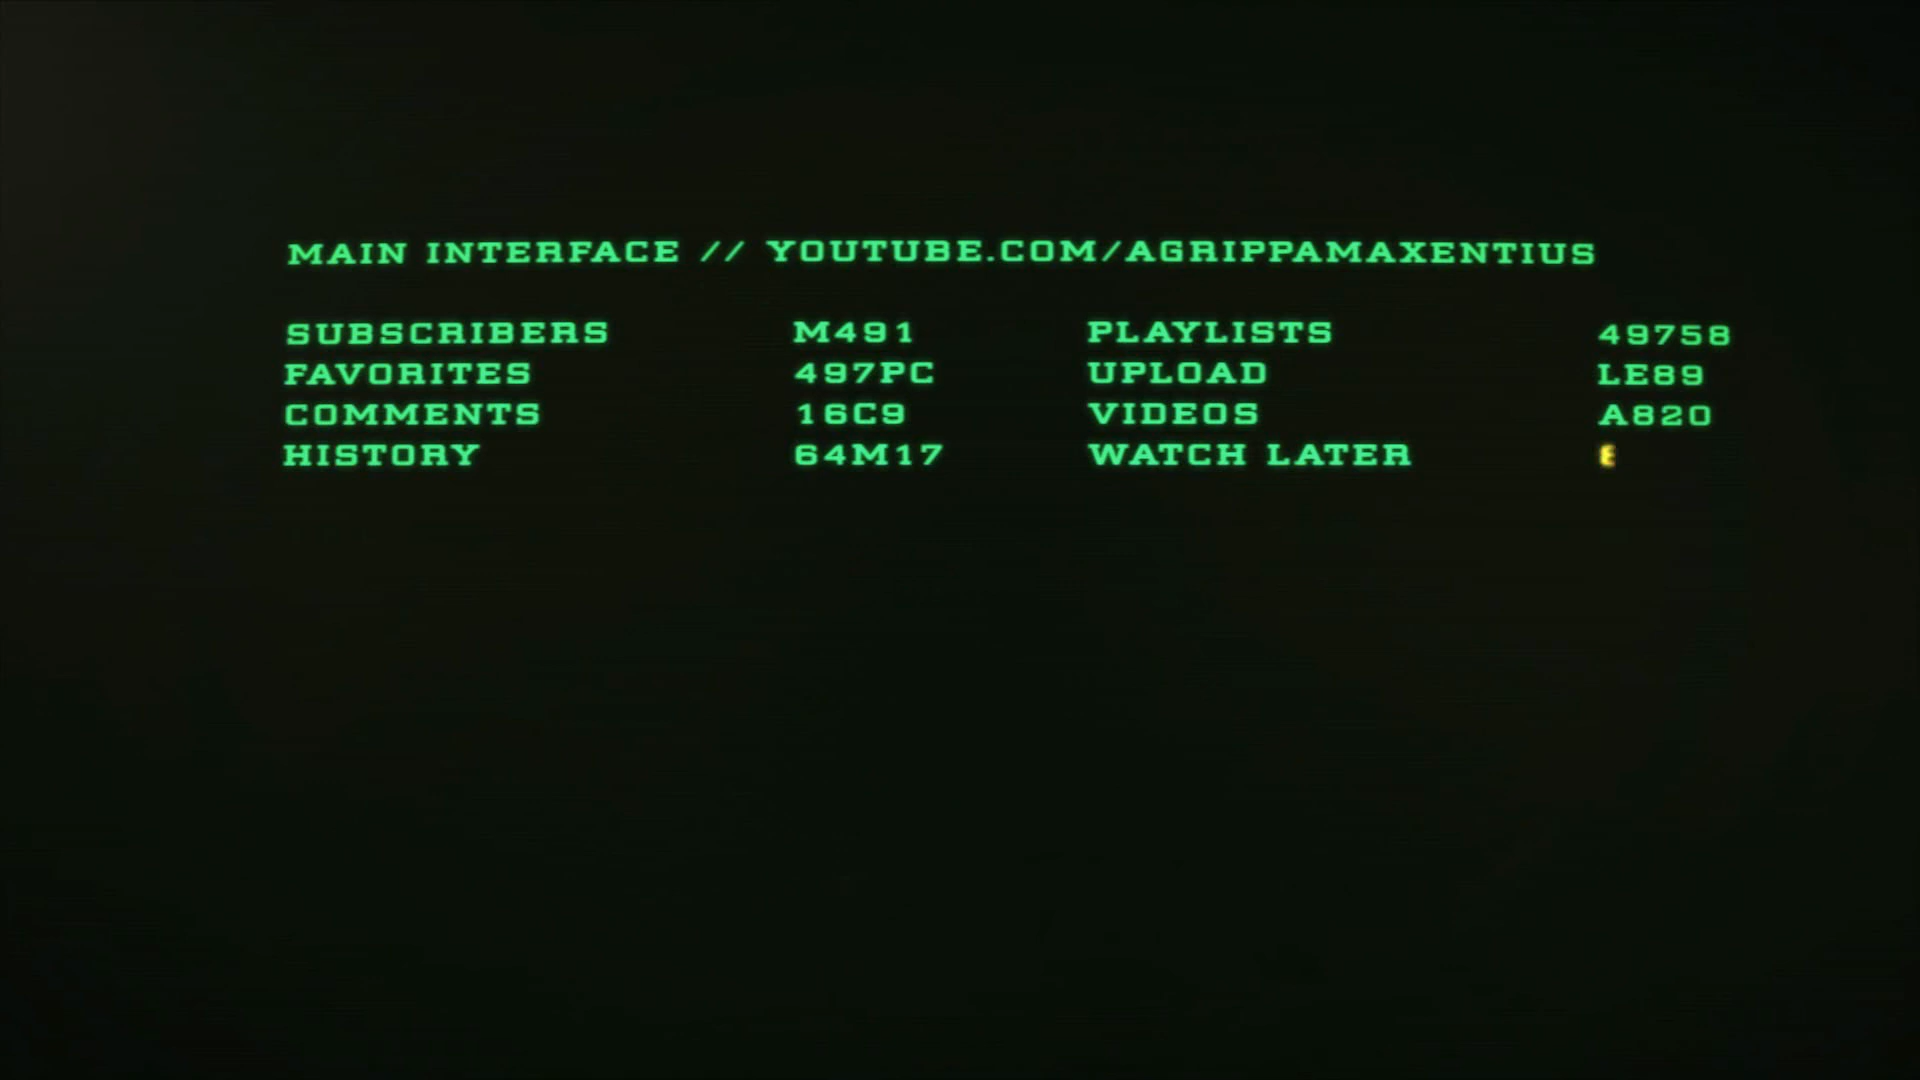 MAIN INTERFACE // YOUTUBE.COM/AGRIPPAMAXENTIUS
SUBSCRIBERS M491 PLAYLISTS 49758
FAVORITES 497PC UPLOAD LE89
COMMENTS 16C9 VIDEOS A820
HISTORY 64M17 WATCH LATER